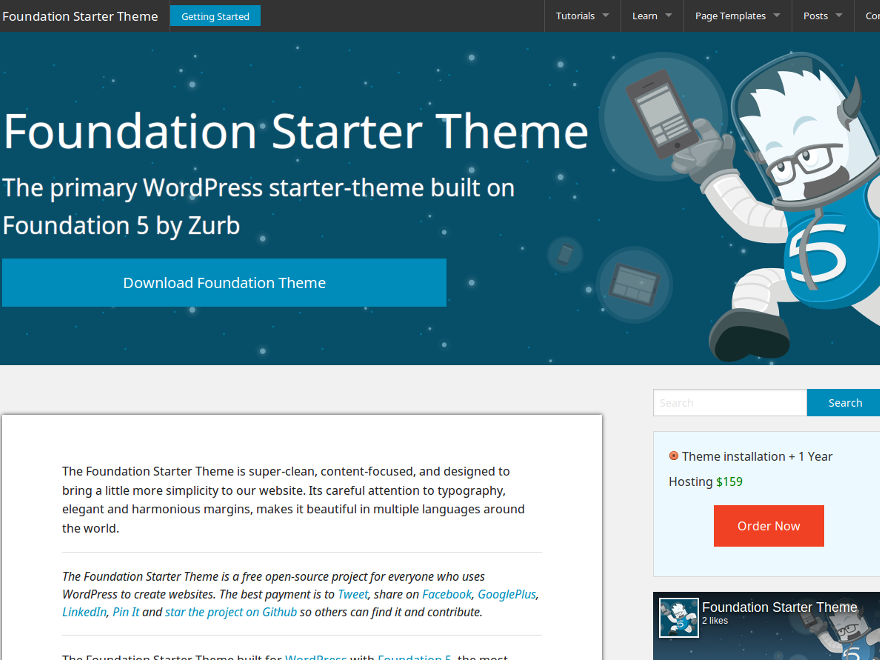 Foundation Starter Theme
Getting Started
Tutorials
Learn
Page Templates
Posts
Foundation Starter Theme
The primary WordPress starter-theme built on
Foundation 5 by Zurb
Download Foundation Theme
5
Search
Search
The Foundation Starter Theme is super-clean, content-focused, and designed to
bring a little more simplicity to our website. Its careful attention to typography,
elegant and harmonious margins, makes it beautiful in multiple languages around
the world.
The Foundation Starter Theme is a free open-source project for everyone who uses
WordPress to create websites. The best payment is to Tweet, share on Facebook, GooglePlus,
LinkedIn, Pin It and star the project on Github so others can find it and contribute.
The Foundation Starter Theme built for WordPress with Foundation 5, the most
Theme installation + 1 Year
Hosting $159
Order Now
Foundation Starter Theme
2 likes